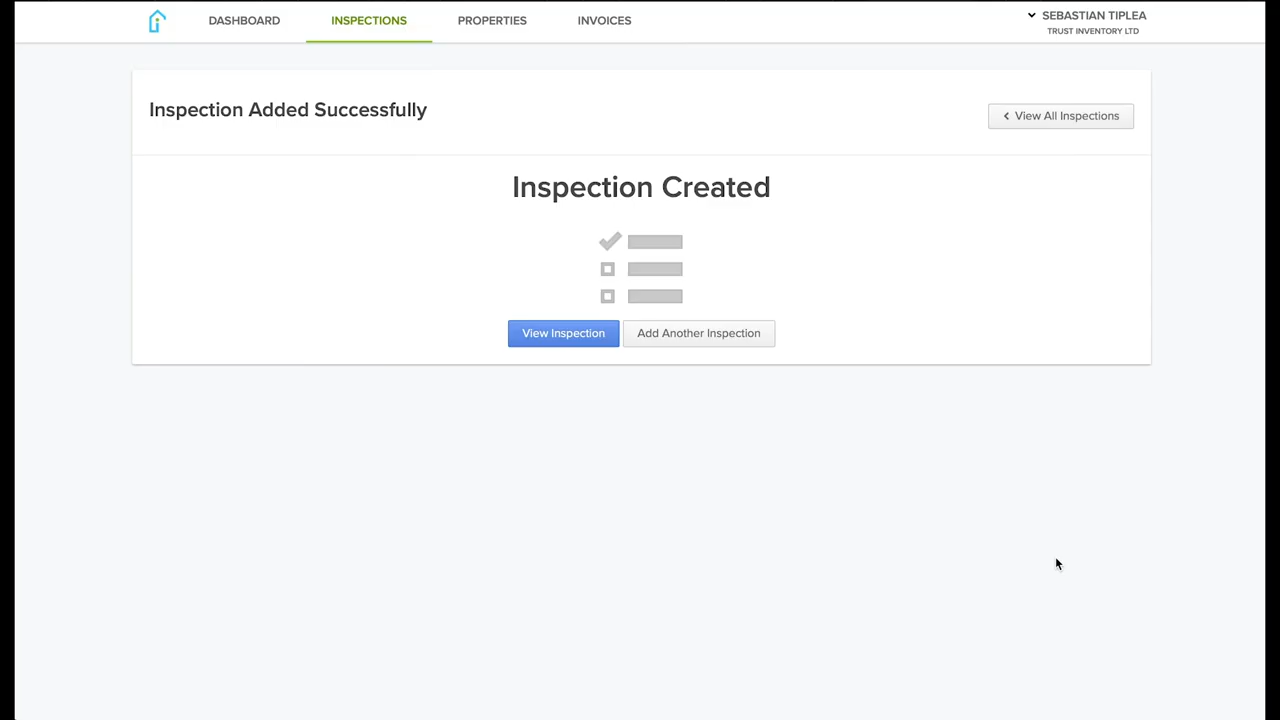 DASHBOARD INSPECTIONS PROPERTIES INVOICES SEBASTIAN TIPLEA
TRUST INVENTORY LTD
Inspection Added Successfully
View All Inspections
Inspection Created
View Inspection Add Another Inspection